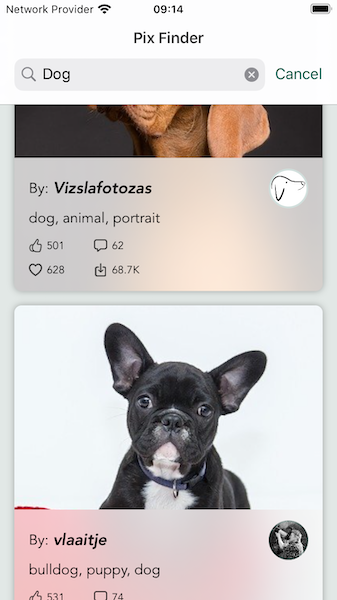 Network Provider 09:14
Pix Finder
Dog Cancel
By: Vizslafotozas
dog, animal, portrait
501 62
628 68.7K
By: vlaaitje
bulldog, puppy, dog
531 74